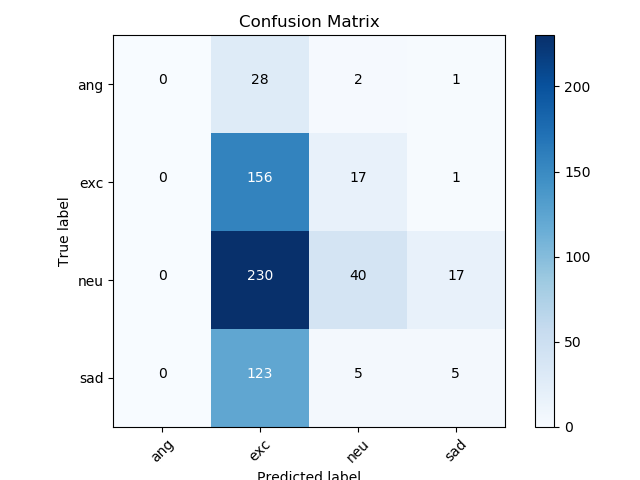 Confusion Matrix
ang 0 28 2 1
exc 0 156 17 1
neu 0 230 40 17
sad 0 123 5 5
ang exc neu sad
Predicted label
True label
200
150
100
50
0